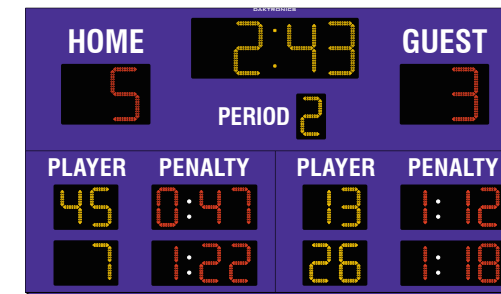 DAKTRONICS
HOME 2:43 GUEST
5 PERIOD 2 3
PLAYER PENALTY PLAYER PENALTY
45 0:47 13 1:12
7 1:22 26 1:18